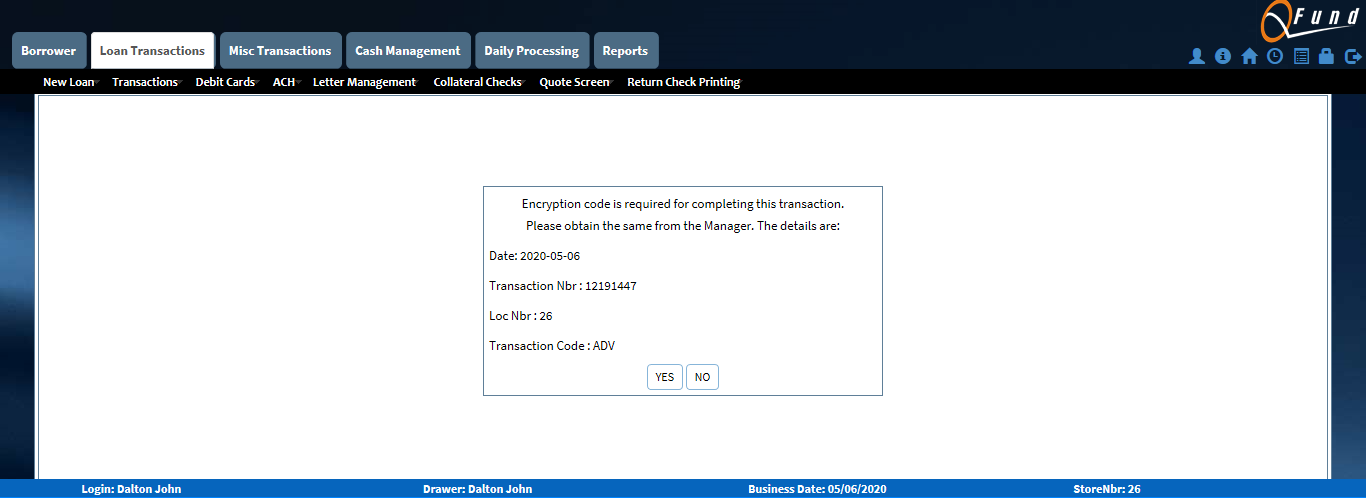 QFund
Borrower Loan Transactions Misc Transactions Cash Management Daily Processing Reports
New Loan Transactions Debit Cards ACH Letter Management Collateral Checks Quote Screen Return Check Printing
Encryption code is required for completing this transaction.
Please obtain the same from the Manager. The details are:
Date: 2020-05-06
Transaction Nbr : 12191447
Loc Nbr : 26
Transaction Code : ADV
YES NO
Login: Dalton John Drawer: Dalton John Business Date: 05/06/2020 StoreNbr: 26